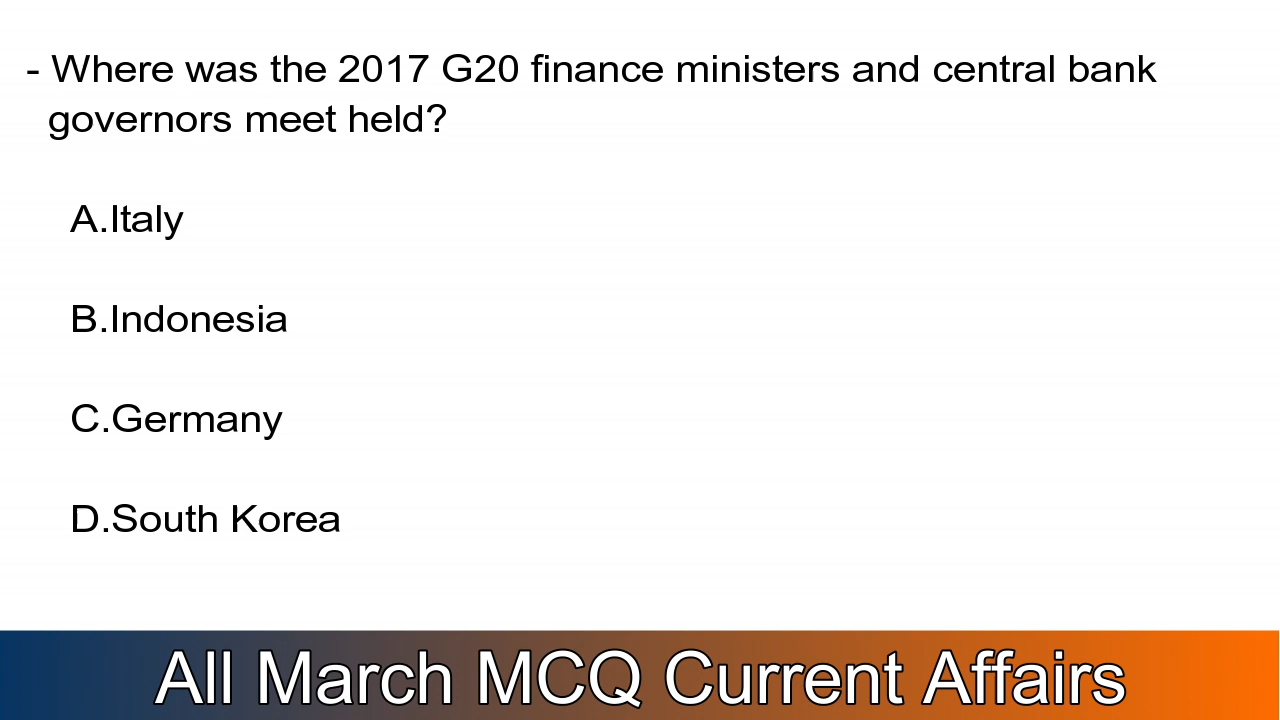 - Where was the 2017 G20 finance ministers and central bank
governors meet held?
A.Italy
B.Indonesia
C.Germany
D.South Korea
All March MCQ Current Affairs